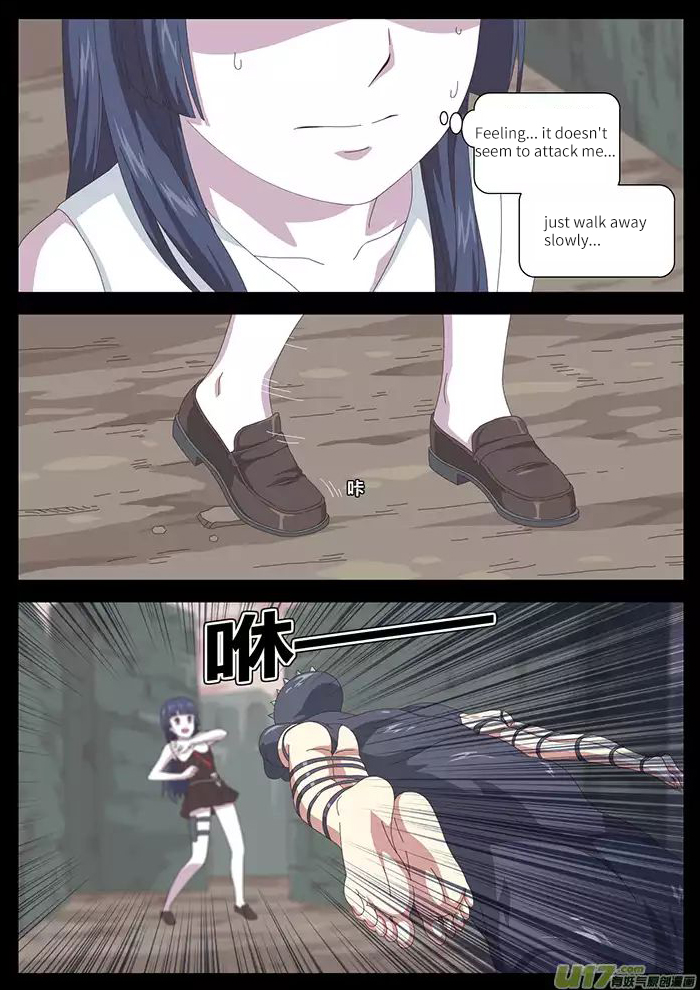 Feeling... it doesn't
seem to attack me...
just walk away
slowly...
咔
咻——
U17.com
有妖气原创漫画